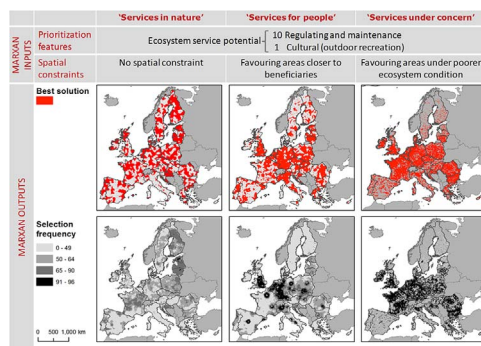 'Services in nature'
'Services for people'
'Services under concern'
MARXAN
INPUTS
Prioritization
features
Ecosystem service potential
10 Regulating and maintenance
1 Cultural (outdoor recreation)
Spatial
constraints
No spatial constraint
Favouring areas closer to
beneficiaries
Favouring areas under poorer
ecosystem condition
MARXAN OUTPUTS
Best solution
Selection
frequency
0 - 49
50 - 64
65 - 90
91 - 98
0 500 1,000 km